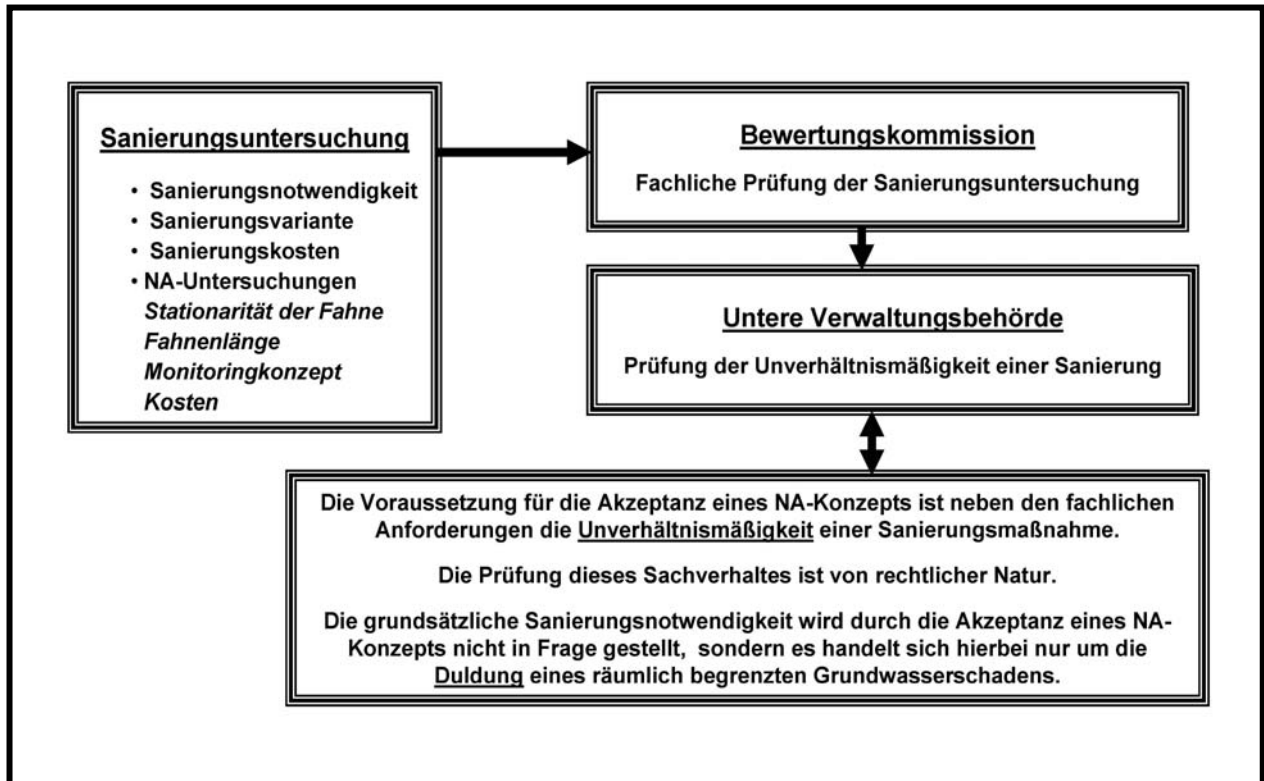 Sanierungsuntersuchung
• Sanierungsnotwendigkeit
• Sanierungsvariante
• Sanierungskosten
• NA-Untersuchungen
Stationarität der Fahne
Fahnenlänge
Monitoringkonzept
Kosten
Bewertungskommission
Fachliche Prüfung der Sanierungsuntersuchung
Untere Verwaltungsbehörde
Prüfung der Unverhältnismäßigkeit einer Sanierung
Die Voraussetzung für die Akzeptanz eines NA-Konzepts ist neben den fachlichen
Anforderungen die Unverhältnismäßigkeit einer Sanierungsmaßnahme.
Die Prüfung dieses Sachverhaltes ist von rechtlicher Natur.
Die grundsätzliche Sanierungsnotwendigkeit wird durch die Akzeptanz eines NA-
Konzepts nicht in Frage gestellt, sondern es handelt sich hierbei nur um die
Duldung eines räumlich begrenzten Grundwasserschadens.